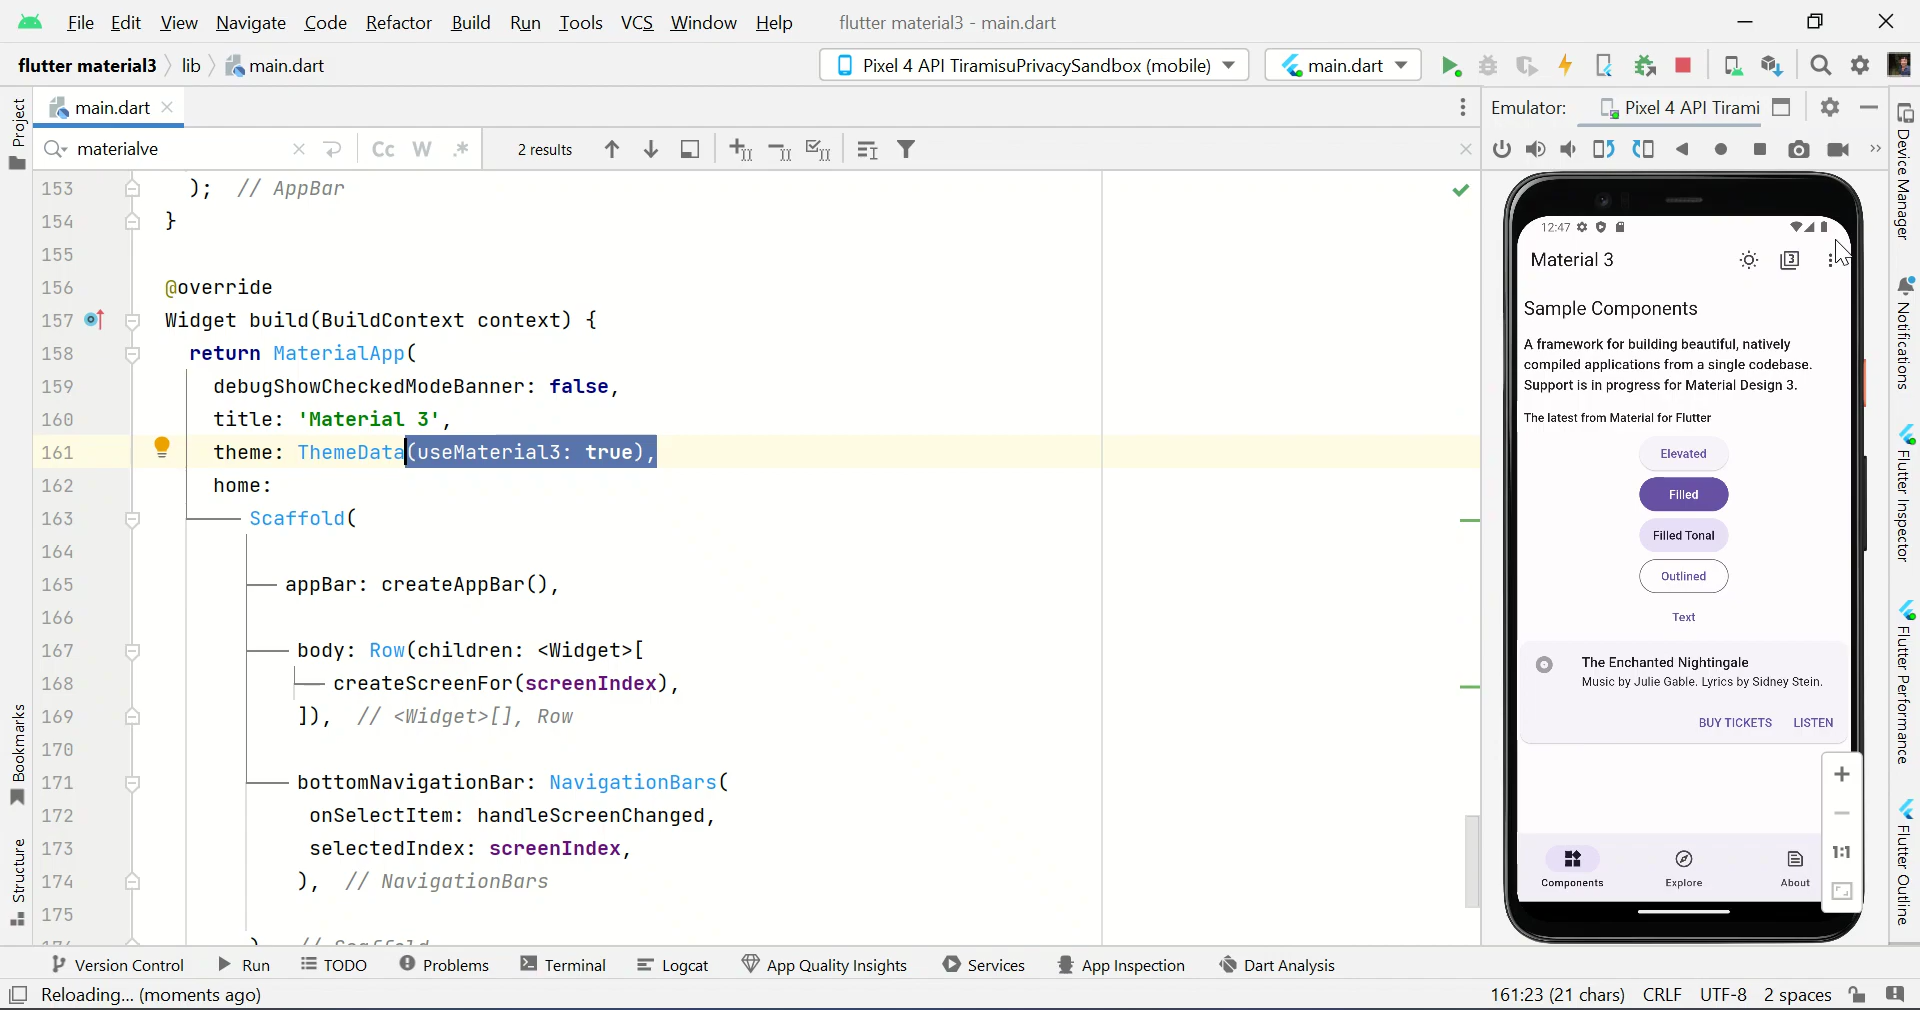 File Edit View Navigate Code Refactor Build Run Tools VCS Window Help flutter material3 - main.dart
flutter material3 lib main.dart Pixel 4 API TiramisuPrivacySandbox (mobile) main.dart
main.dart
Emulator: Pixel 4 API Tirami
materialve Cc W .* 2 results
Project
Bookmarks
Structure
153 ); // AppBar
154 }
155
156 @override
157 Widget build(BuildContext context) {
158 return MaterialApp(
159 debugShowCheckedModeBanner: false,
160 title: 'Material 3',
161 theme: ThemeData(useMaterial3: true),
162 home:
163 Scaffold(
164
165 appBar: createAppBar(),
166
167 body: Row(children: <Widget>[
168 createScreenFor(screenIndex),
169 ]), // <Widget>[], Row
170
171 bottomNavigationBar: NavigationBars(
172 onSelectItem: handleScreenChanged,
173 selectedIndex: screenIndex,
174 ), // NavigationBars
175
176 ) // Scaffold
12:47
Material 3
3
Sample Components
A framework for building beautiful, natively
compiled applications from a single codebase.
Support is in progress for Material Design 3.
The latest from Material for Flutter
Elevated
Filled
Filled Tonal
Outlined
Text
The Enchanted Nightingale
Music by Julie Gable. Lyrics by Sidney Stein.
BUY TICKETS LISTEN
Components Explore About
1:1
Device Manager
Notifications
Flutter Inspector
Flutter Performance
Flutter Outline
Version Control Run TODO Problems Terminal Logcat App Quality Insights Services App Inspection Dart Analysis
Reloading... (moments ago) 161:23 (21 chars) CRLF UTF-8 2 spaces